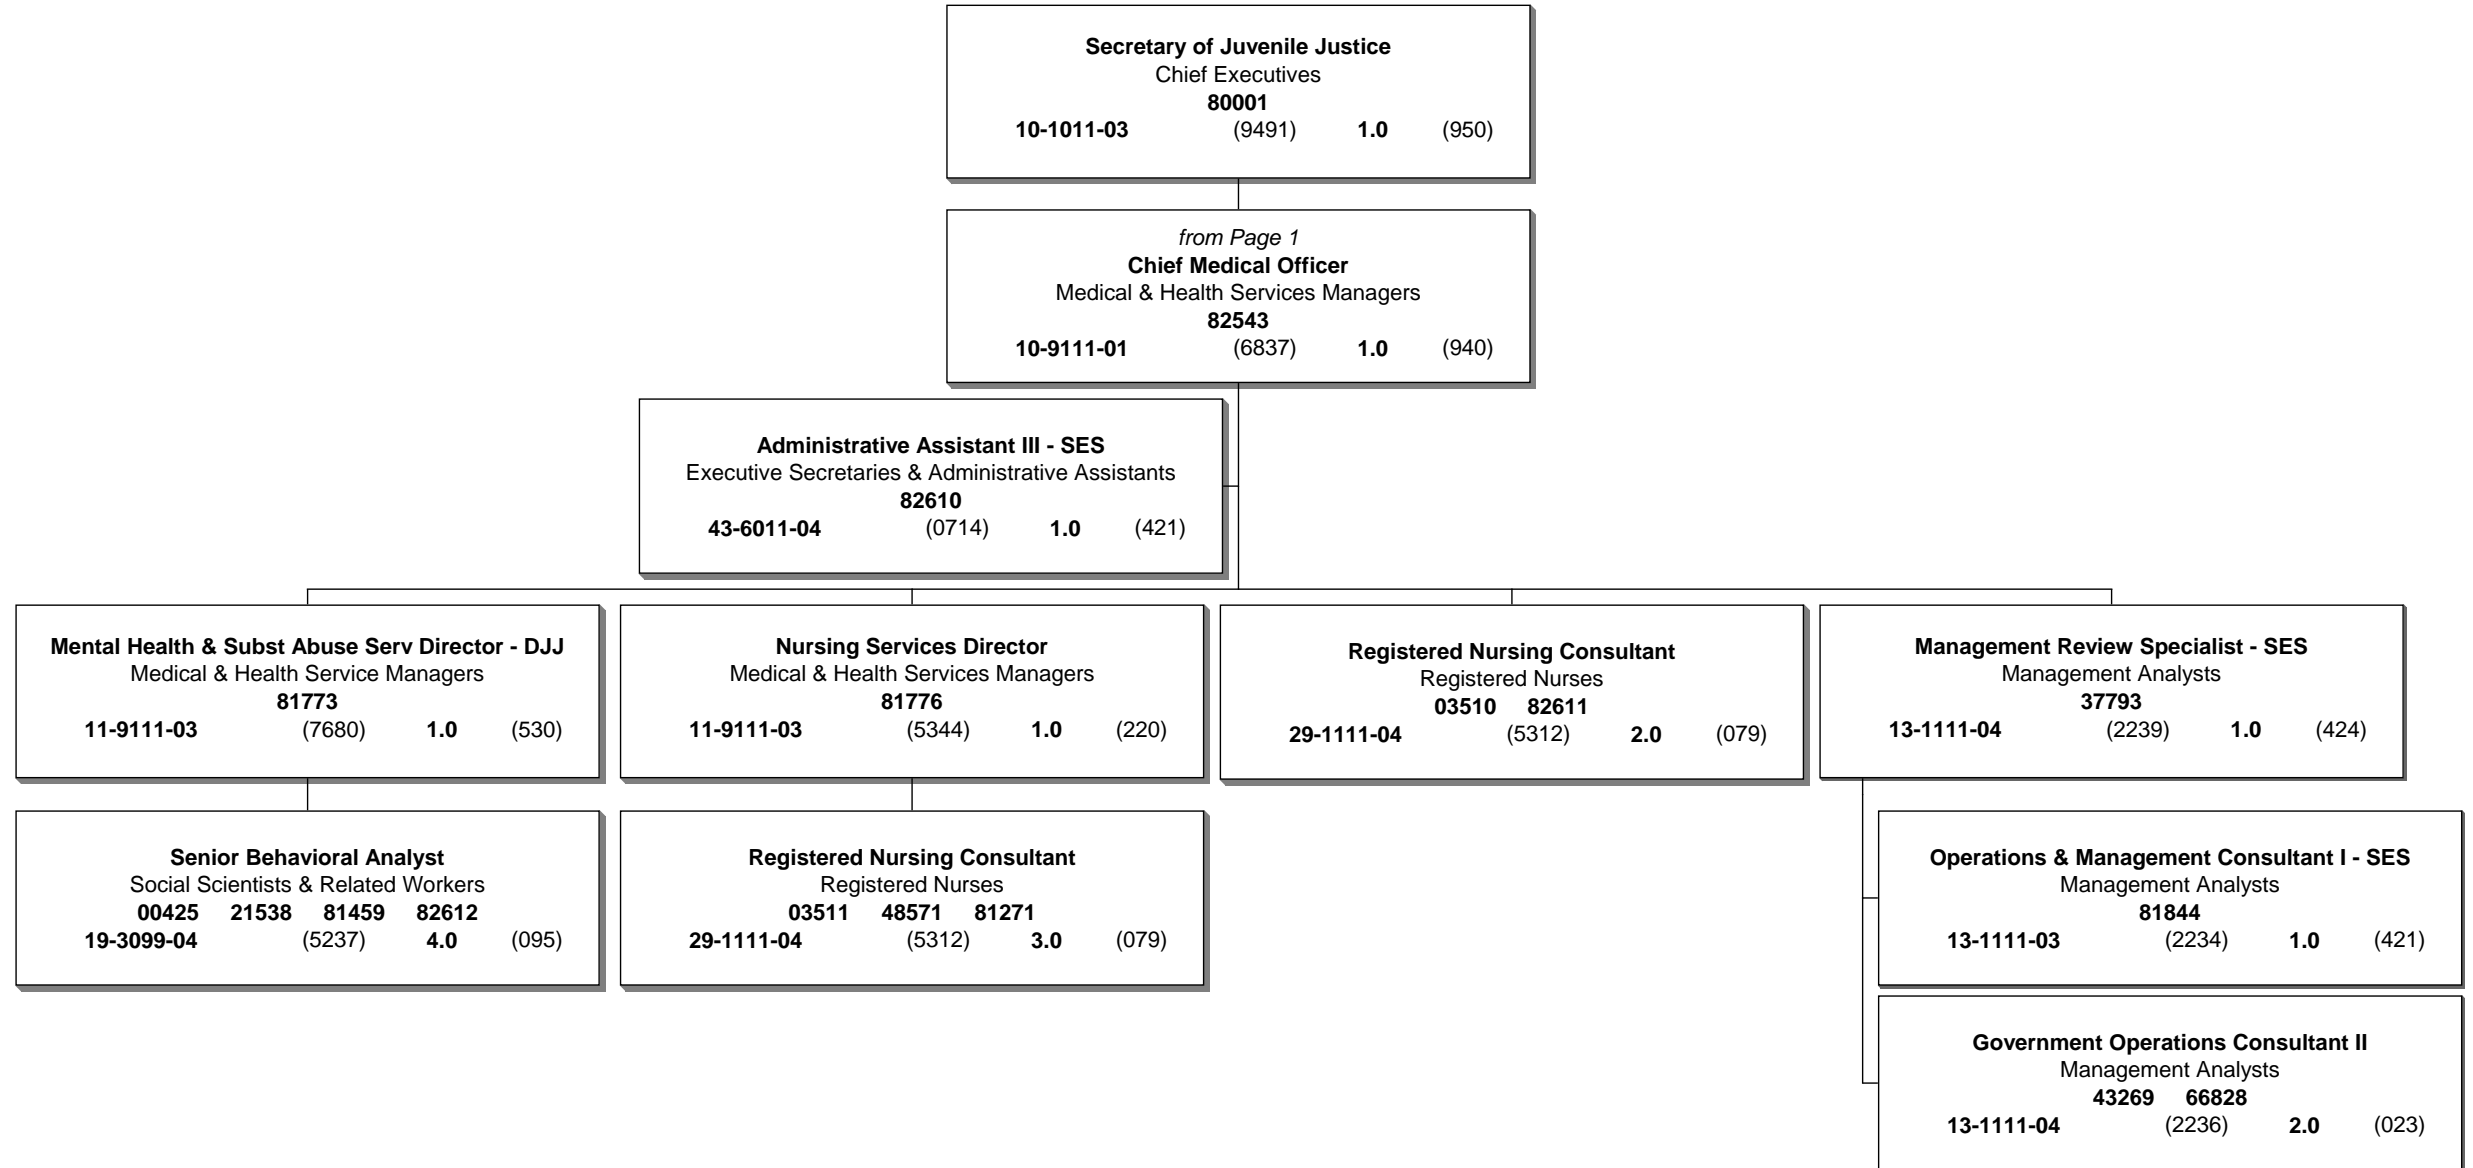 Secretary of Juvenile Justice
Chief Executives
80001
10-1011-03 (9491) 1.0 (950)
from Page 1
Chief Medical Officer
Medical & Health Services Managers
82543
10-9111-01 (6837) 1.0 (940)
Administrative Assistant III - SES
Executive Secretaries & Administrative Assistants
82610
43-6011-04 (0714) 1.0 (421)
Mental Health & Subst Abuse Serv Director - DJJ
Medical & Health Service Managers
81773
11-9111-03 (7680) 1.0 (530)
Nursing Services Director
Medical & Health Services Managers
81776
11-9111-03 (5344) 1.0 (220)
Registered Nursing Consultant
Registered Nurses
03510 82611
29-1111-04 (5312) 2.0 (079)
Management Review Specialist - SES
Management Analysts
37793
13-1111-04 (2239) 1.0 (424)
Senior Behavioral Analyst
Social Scientists & Related Workers
00425 21538 81459 82612
19-3099-04 (5237) 4.0 (095)
Registered Nursing Consultant
Registered Nurses
03511 48571 81271
29-1111-04 (5312) 3.0 (079)
Operations & Management Consultant I - SES
Management Analysts
81844
13-1111-03 (2234) 1.0 (421)
Government Operations Consultant II
Management Analysts
43269 66828
13-1111-04 (2236) 2.0 (023)